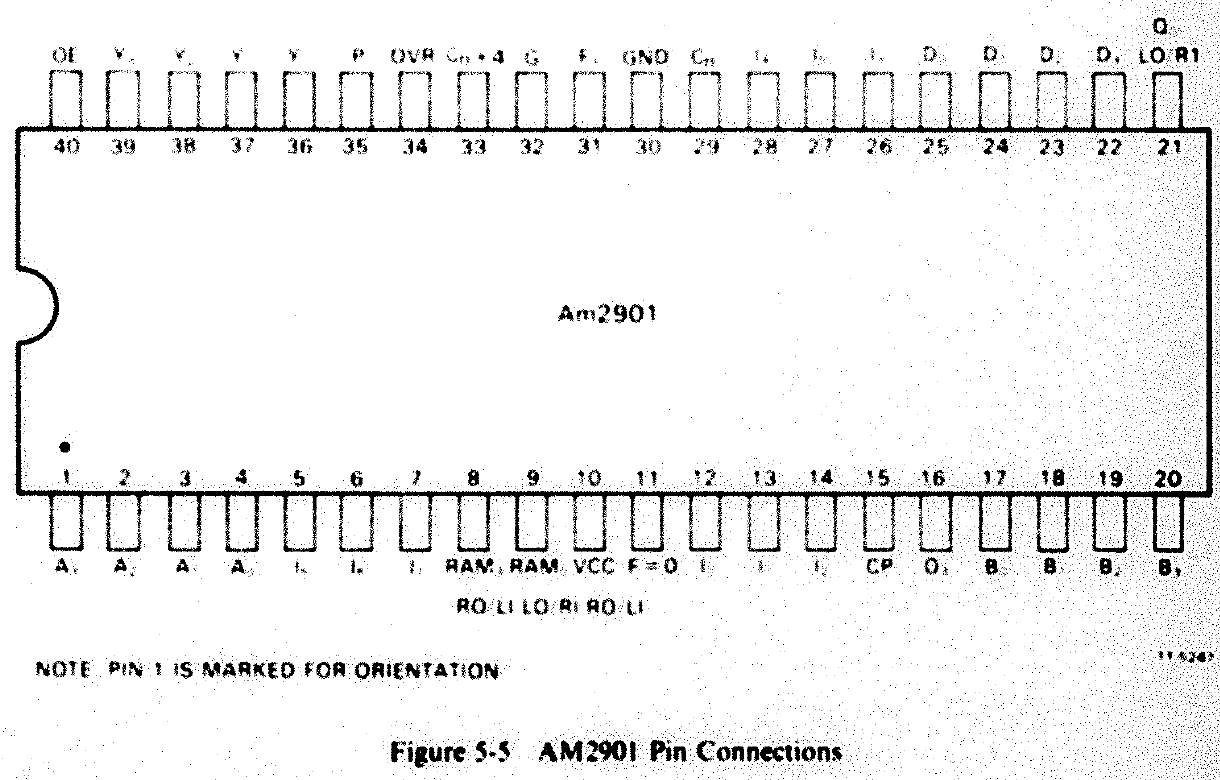 Q
OE Y Y Y Y P OVR Cn+4 G F GND Cn I I I D D D D LO/RI
40 39 38 37 36 35 34 33 32 31 30 29 28 27 26 25 24 23 22 21
Am2901
1 2 3 4 5 6 7 8 9 10 11 12 13 14 15 16 17 18 19 20
A A A A I I I RAM RAM VCC F=0 I I I CP Q B B B B
RO/LI LO/RI RO/LI
NOTE PIN 1 IS MARKED FOR ORIENTATION
Figure 5-5 AM2901 Pin Connections